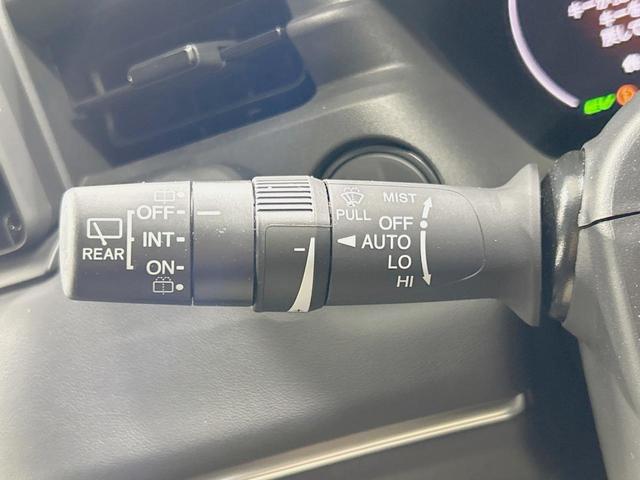 OFF
INT
ON
REAR
PULL
MIST
OFF
AUTO
LO
HI